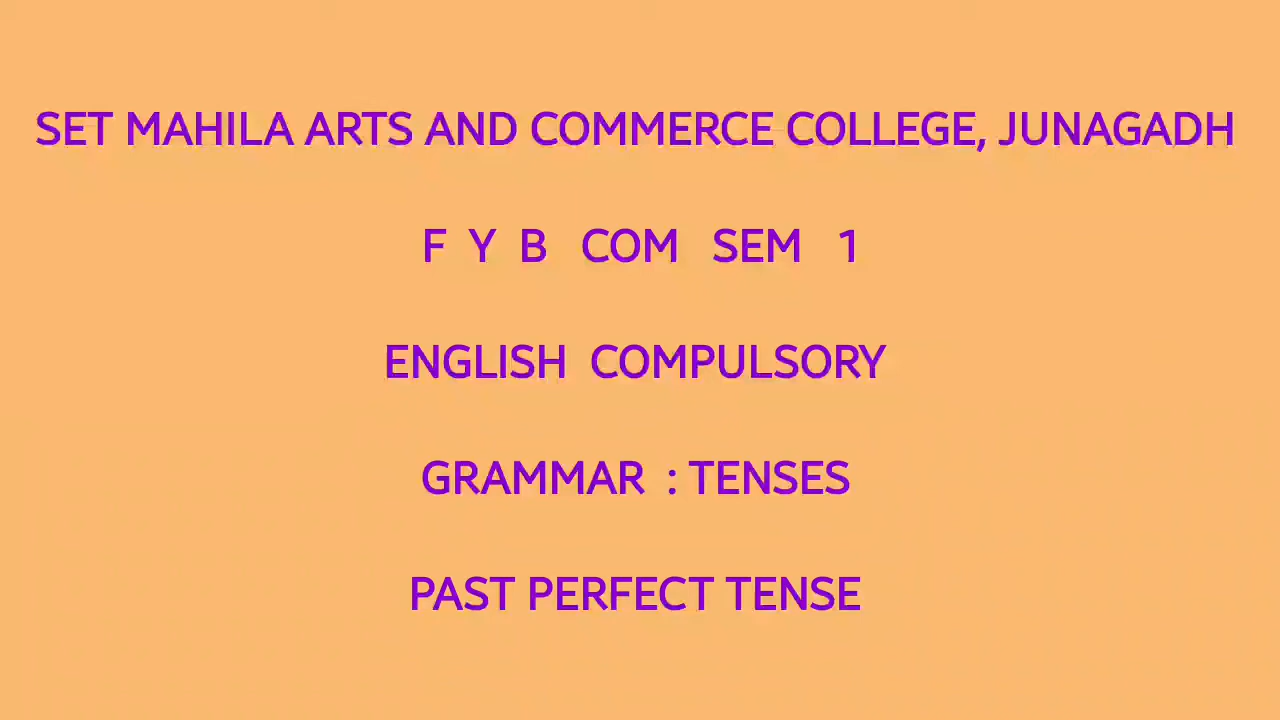 SET MAHILA ARTS AND COMMERCE COLLEGE, JUNAGADH
F Y B COM SEM 1
ENGLISH COMPULSORY
GRAMMAR : TENSES
PAST PERFECT TENSE